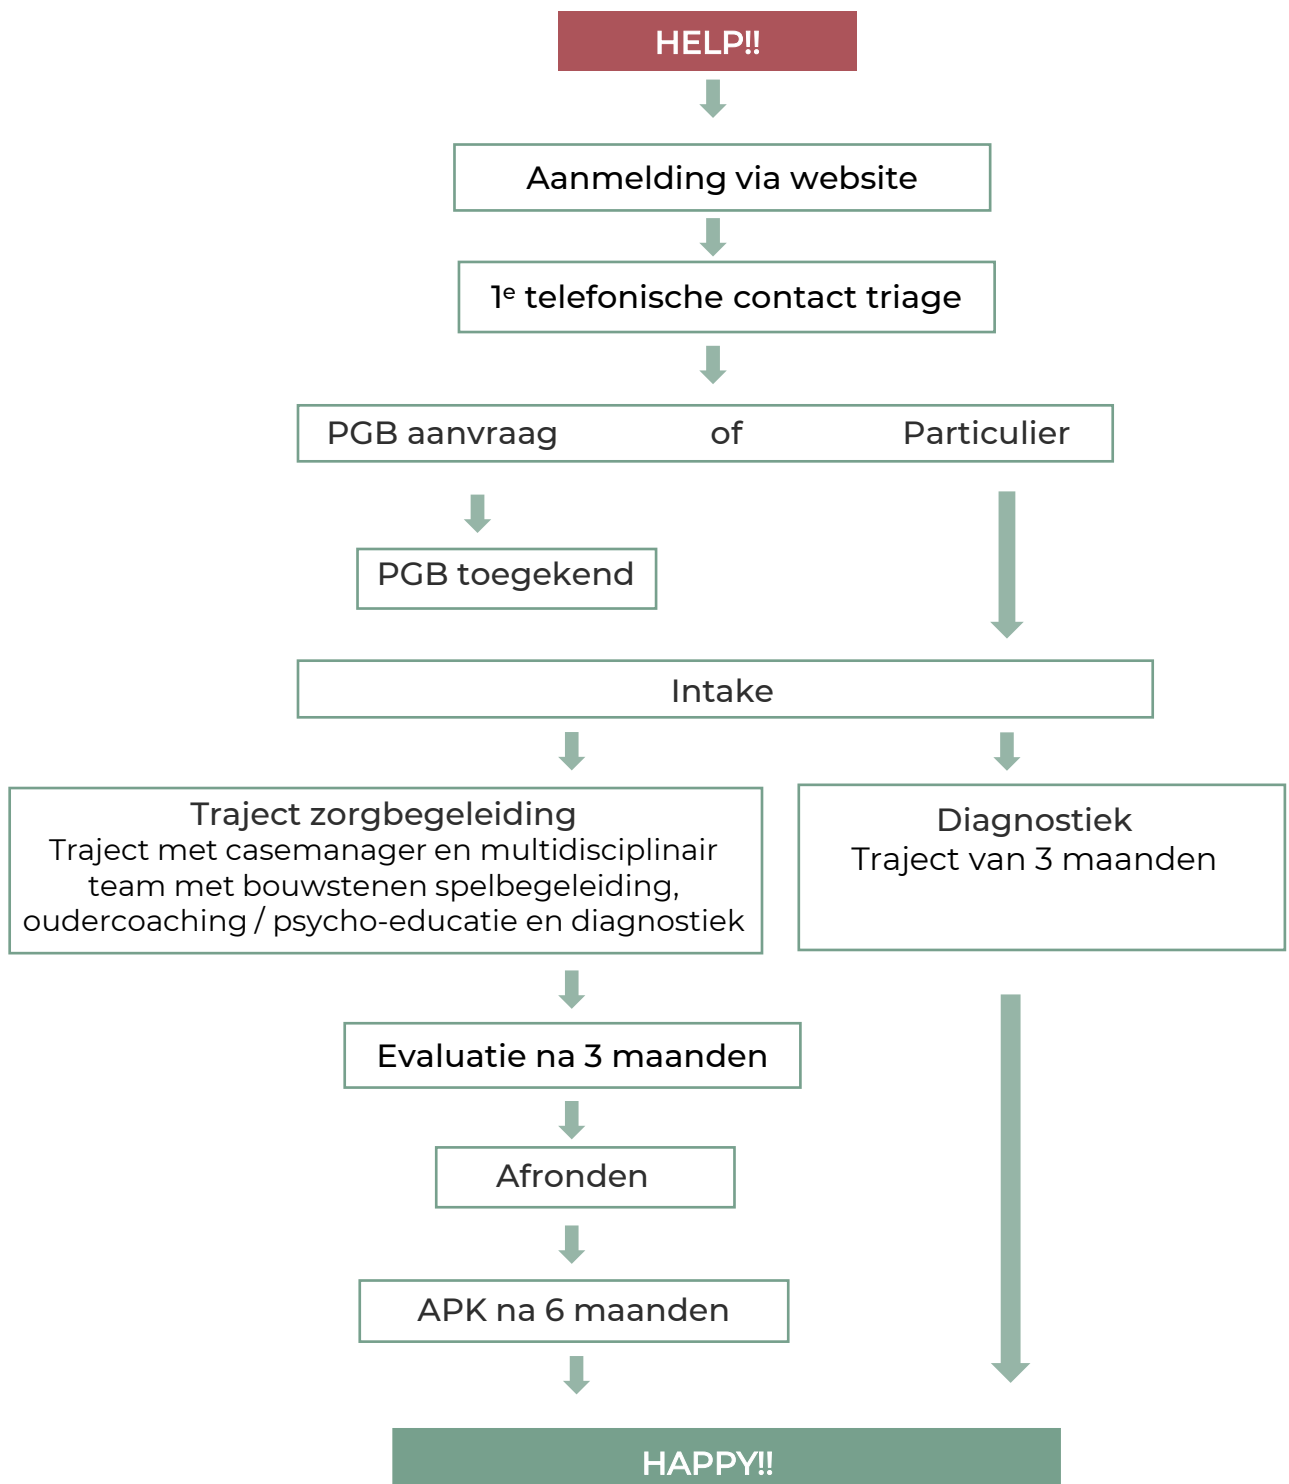 HELP!!
Aanmelding via website
1e telefonische contact triage
PGB aanvraag of Particulier
PGB toegekend
Intake
Traject zorgbegeleiding
Traject met casemanager en multidisciplinair
team met bouwstenen spelbegeleiding,
oudercoaching / psycho-educatie en diagnostiek
Diagnostiek
Traject van 3 maanden
Evaluatie na 3 maanden
Afronden
APK na 6 maanden
HAPPY!!